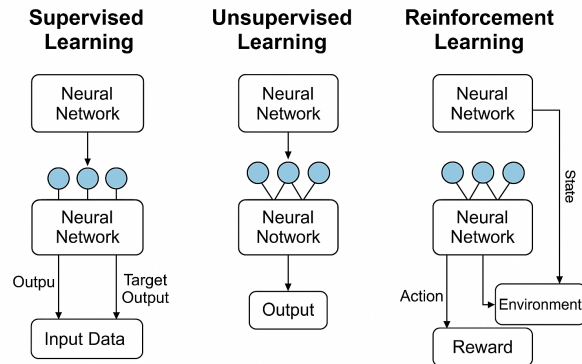 Supervised
Learning
Unsupervised
Learning
Reinforcement
Learning
Neural
Network
Neural
Network
Neural
Network
State
Neural
Network
Neural
Notwork
Neural
Network
Outpu
Target
Output
Action
Input Data
Output
Environment
Reward